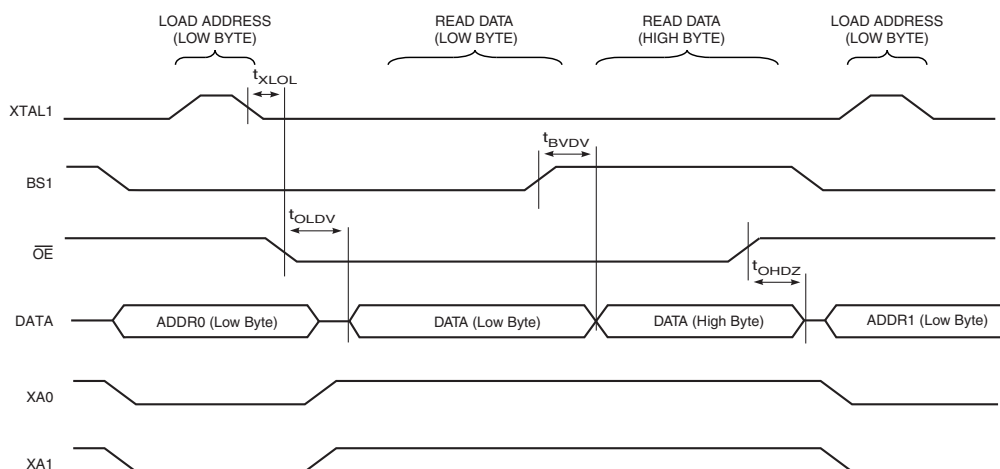 LOAD ADDRESS
(LOW BYTE)
READ DATA
(LOW BYTE)
READ DATA
(HIGH BYTE)
LOAD ADDRESS
(LOW BYTE)
tXLOL
XTAL1
tBVDV
BS1
tOLDV
OE
tOHDZ
DATA
ADDR0 (Low Byte)
DATA (Low Byte)
DATA (High Byte)
ADDR1 (Low Byte)
XA0
XA1